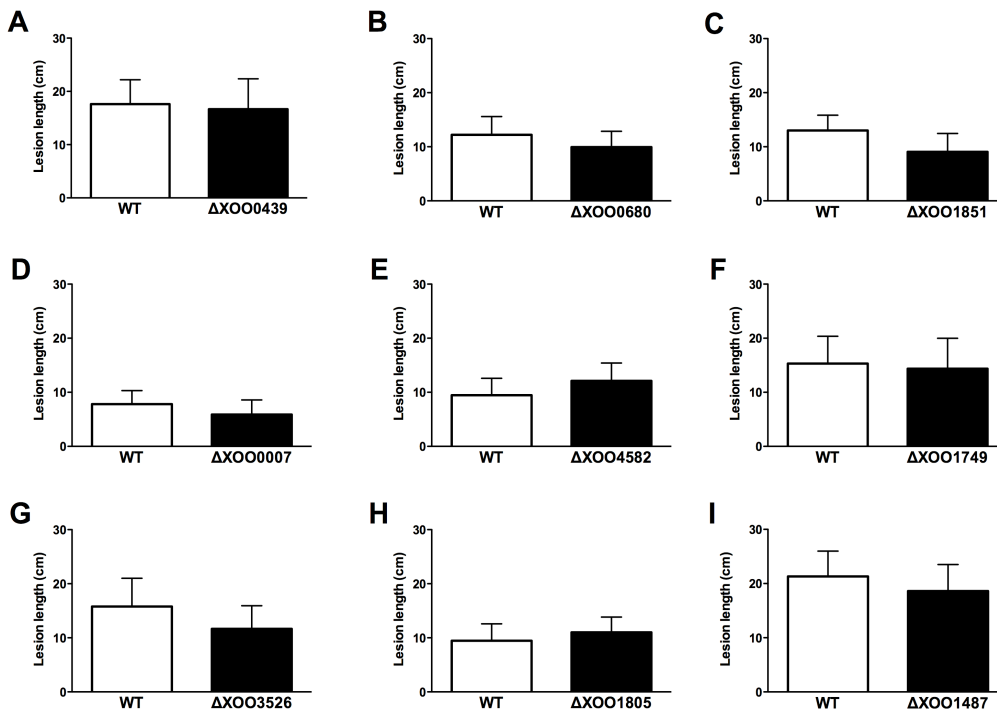 A
Lesion length (cm)
30
20
10
0
WT ΔXOO0439
B
Lesion length (cm)
30
20
10
0
WT ΔXOO0680
C
Lesion length (cm)
30
20
10
0
WT ΔXOO1851
D
Lesion length (cm)
30
20
10
0
WT ΔXOO0007
E
Lesion length (cm)
30
20
10
0
WT ΔXOO4582
F
Lesion length (cm)
30
20
10
0
WT ΔXOO1749
G
Lesion length (cm)
30
20
10
0
WT ΔXOO3526
H
Lesion length (cm)
30
20
10
0
WT ΔXOO1805
I
Lesion length (cm)
30
20
10
0
WT ΔXOO1487